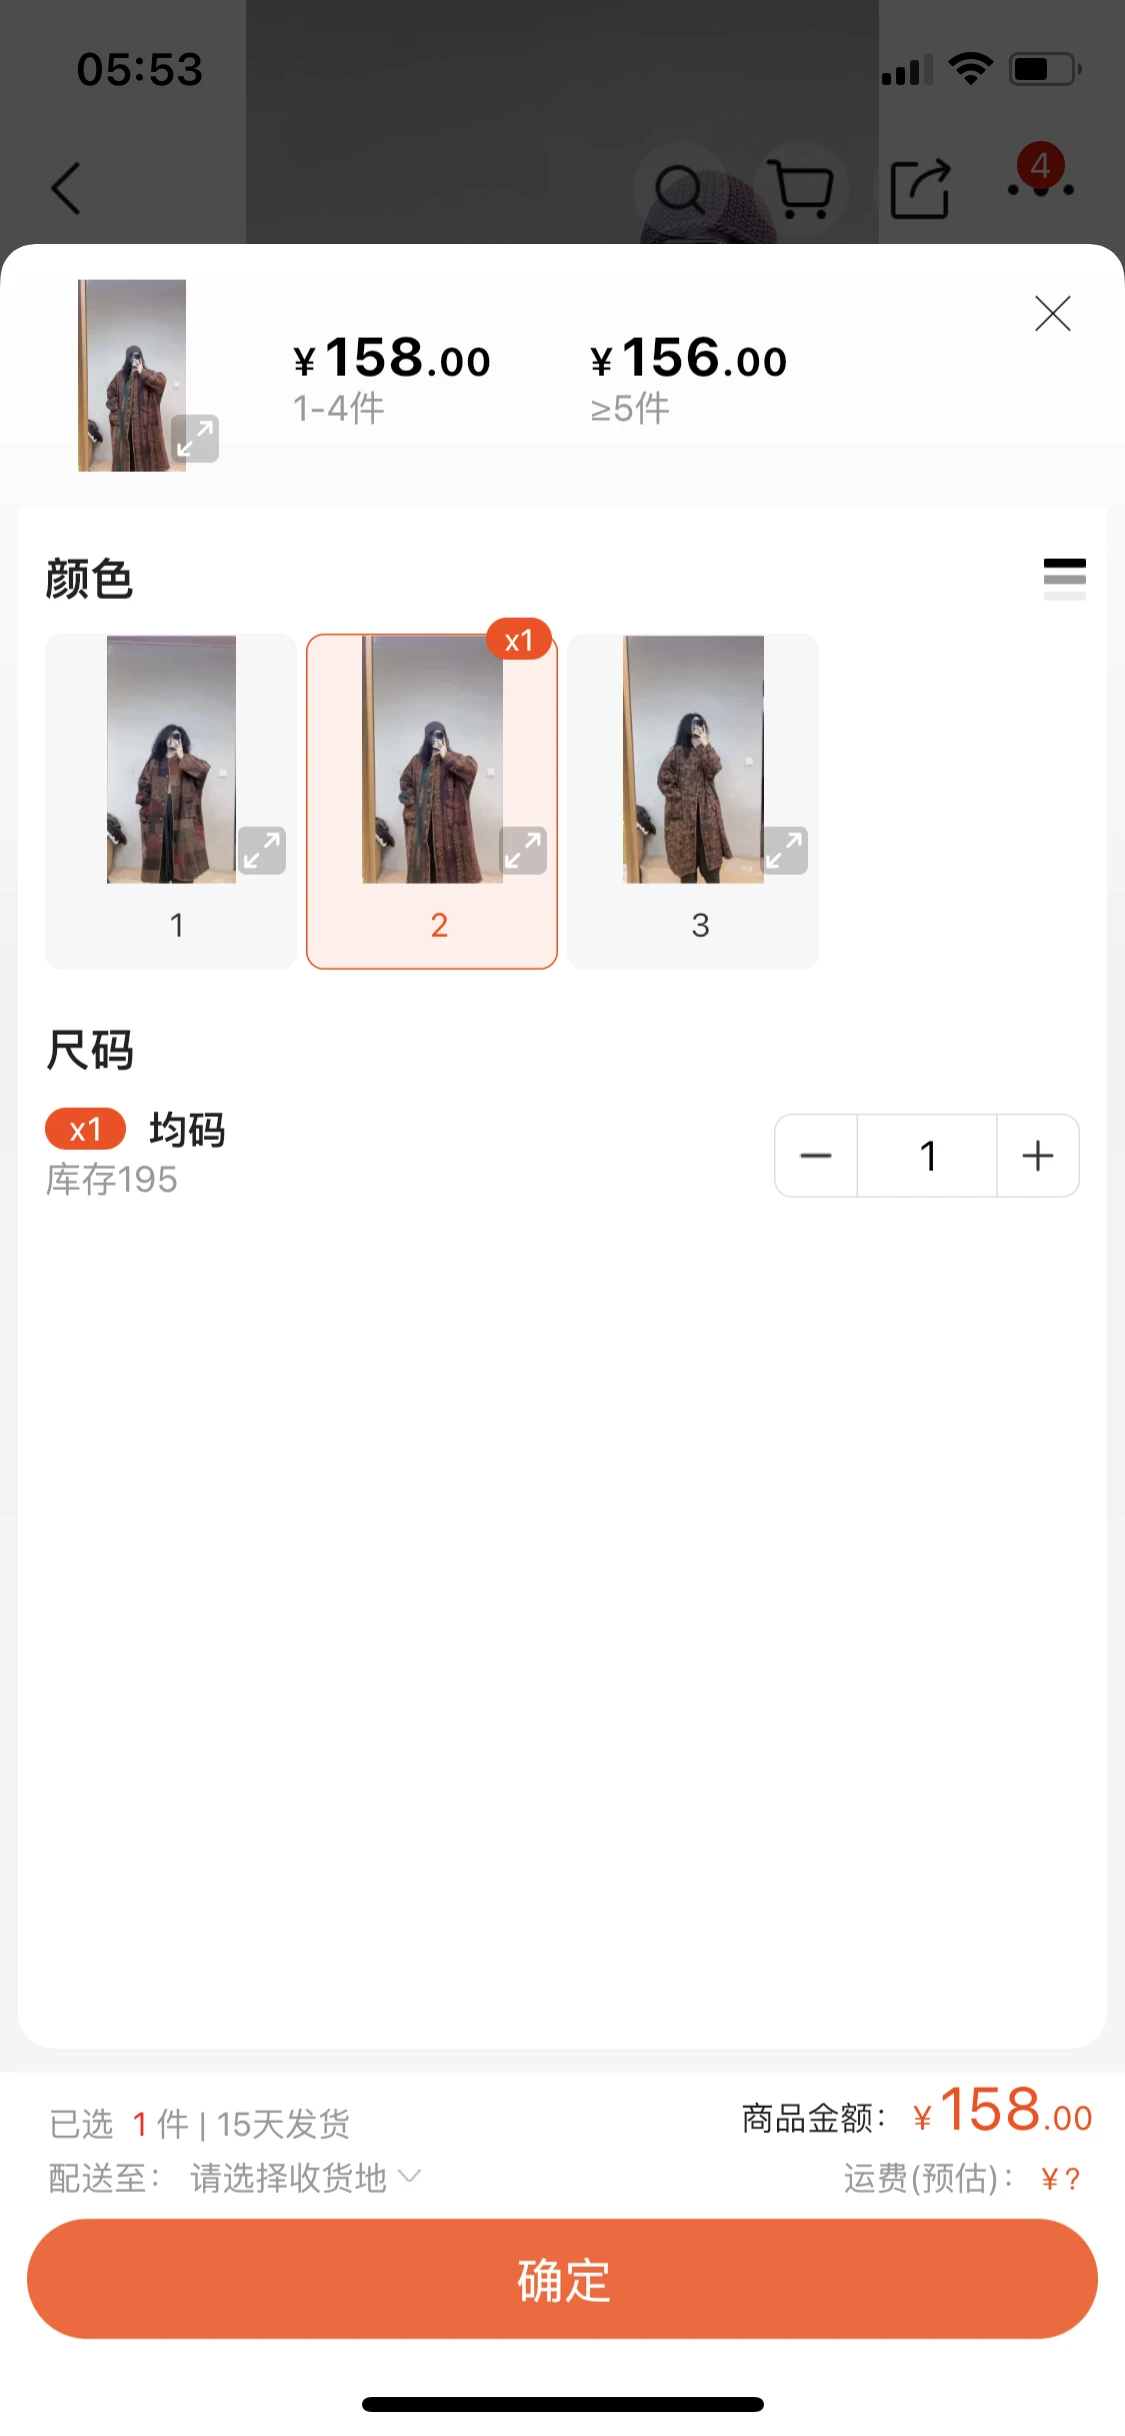 05:53
4
¥158.00 ¥156.00
1-4件 ≥5件
颜色
x1
1 2 3
尺码
x1 均码
库存195
1
已选 1 件 | 15天发货
商品金额： ¥158.00
配送至： 请选择收货地
运费(预估)： ¥?
确定